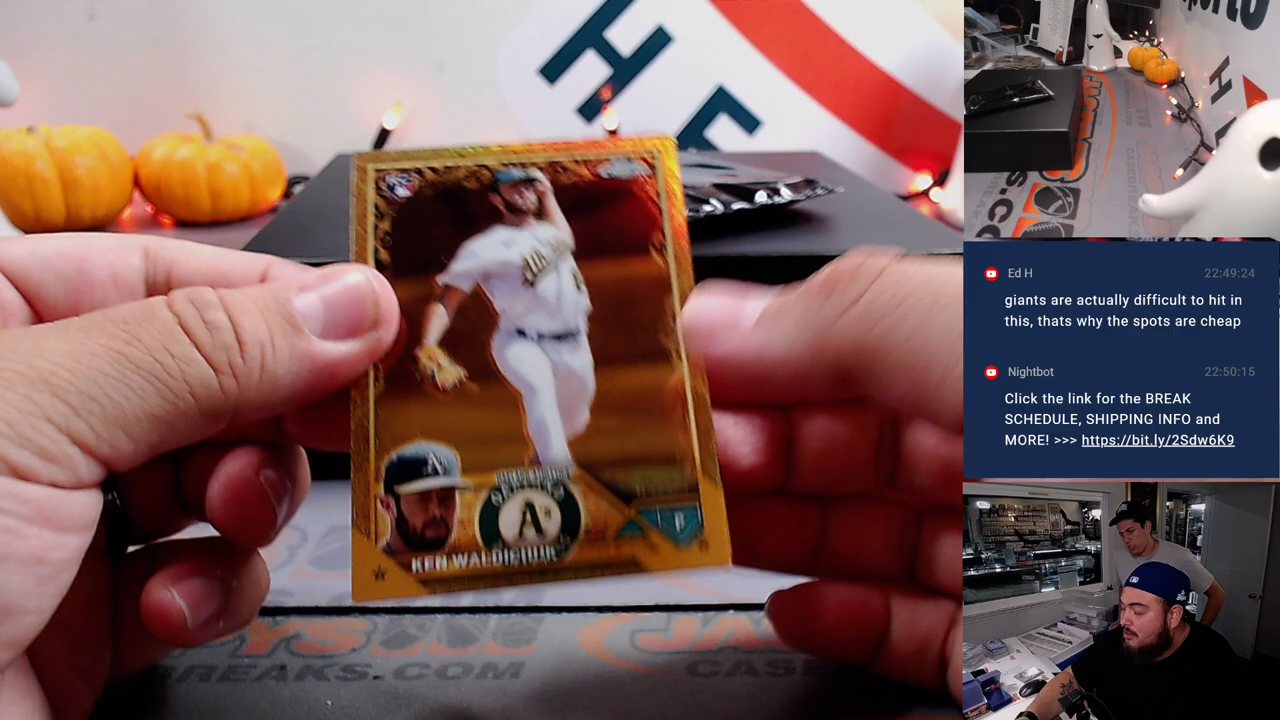 H
E
RC
A's
P
KEN WALDICHUK
BREAKS.COM
CASE
Ed H 22:49:24
giants are actually difficult to hit in
this, thats why the spots are cheap
Nightbot 22:50:15
Click the link for the BREAK
SCHEDULE, SHIPPING INFO and
MORE! >>> https://bit.ly/2Sdw6K9